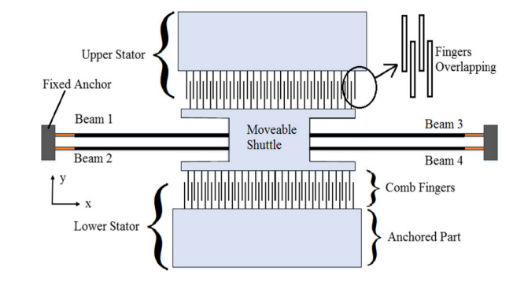 Upper Stator
Fingers
Overlapping
Fixed Anchor
Beam 1
Moveable
Shuttle
Beam 3
Beam 2
Beam 4
y
x
Comb Fingers
Lower Stator
Anchored Part